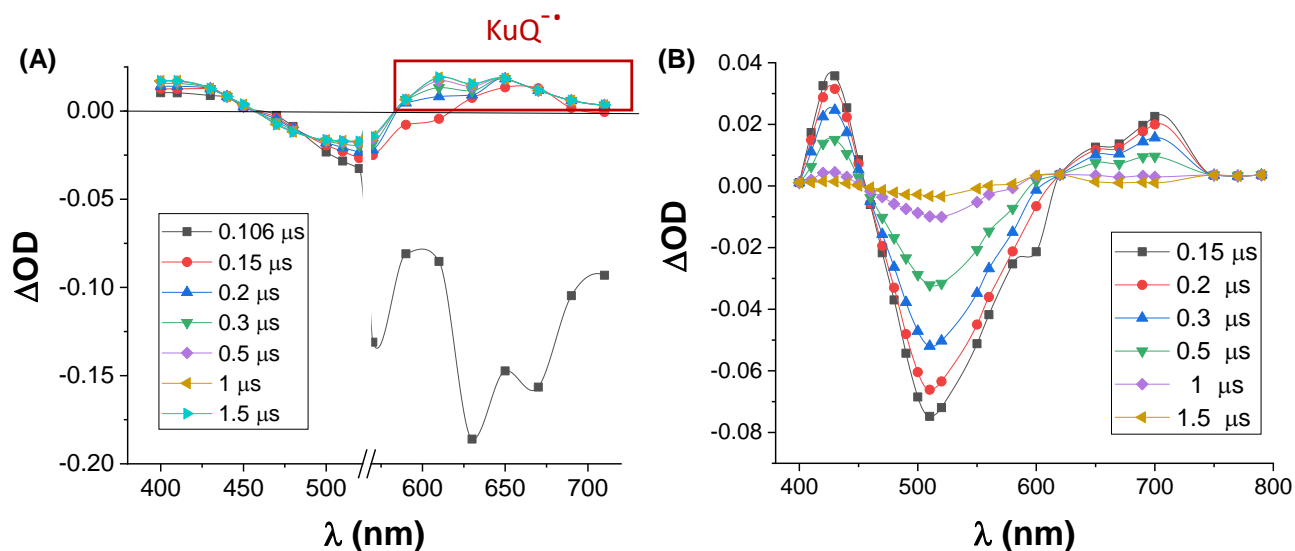 KuQ⁻•
(A)
0.00
-0.05
-0.10
-0.15
-0.20
ΔOD
0.106 μs
0.15 μs
0.2 μs
0.3 μs
0.5 μs
1 μs
1.5 μs
400 450 500 600 650 700
λ (nm)
(B)
0.04
0.02
0.00
-0.02
-0.04
-0.06
-0.08
ΔOD
0.15 μs
0.2 μs
0.3 μs
0.5 μs
1 μs
1.5 μs
400 500 600 700 800
λ (nm)